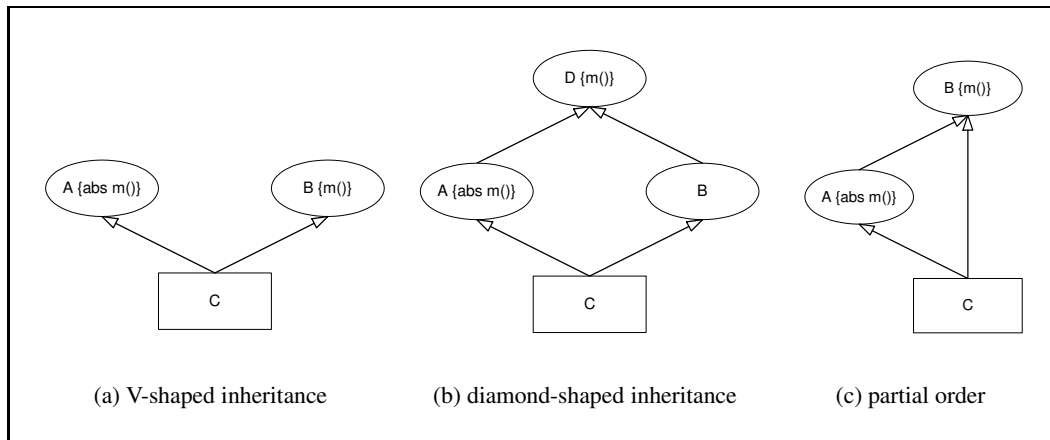 D {m()}
B {m()}
A {abs m()}
B {m()}
A {abs m()}
B
A {abs m()}
C
C
C
(a) V-shaped inheritance
(b) diamond-shaped inheritance
(c) partial order